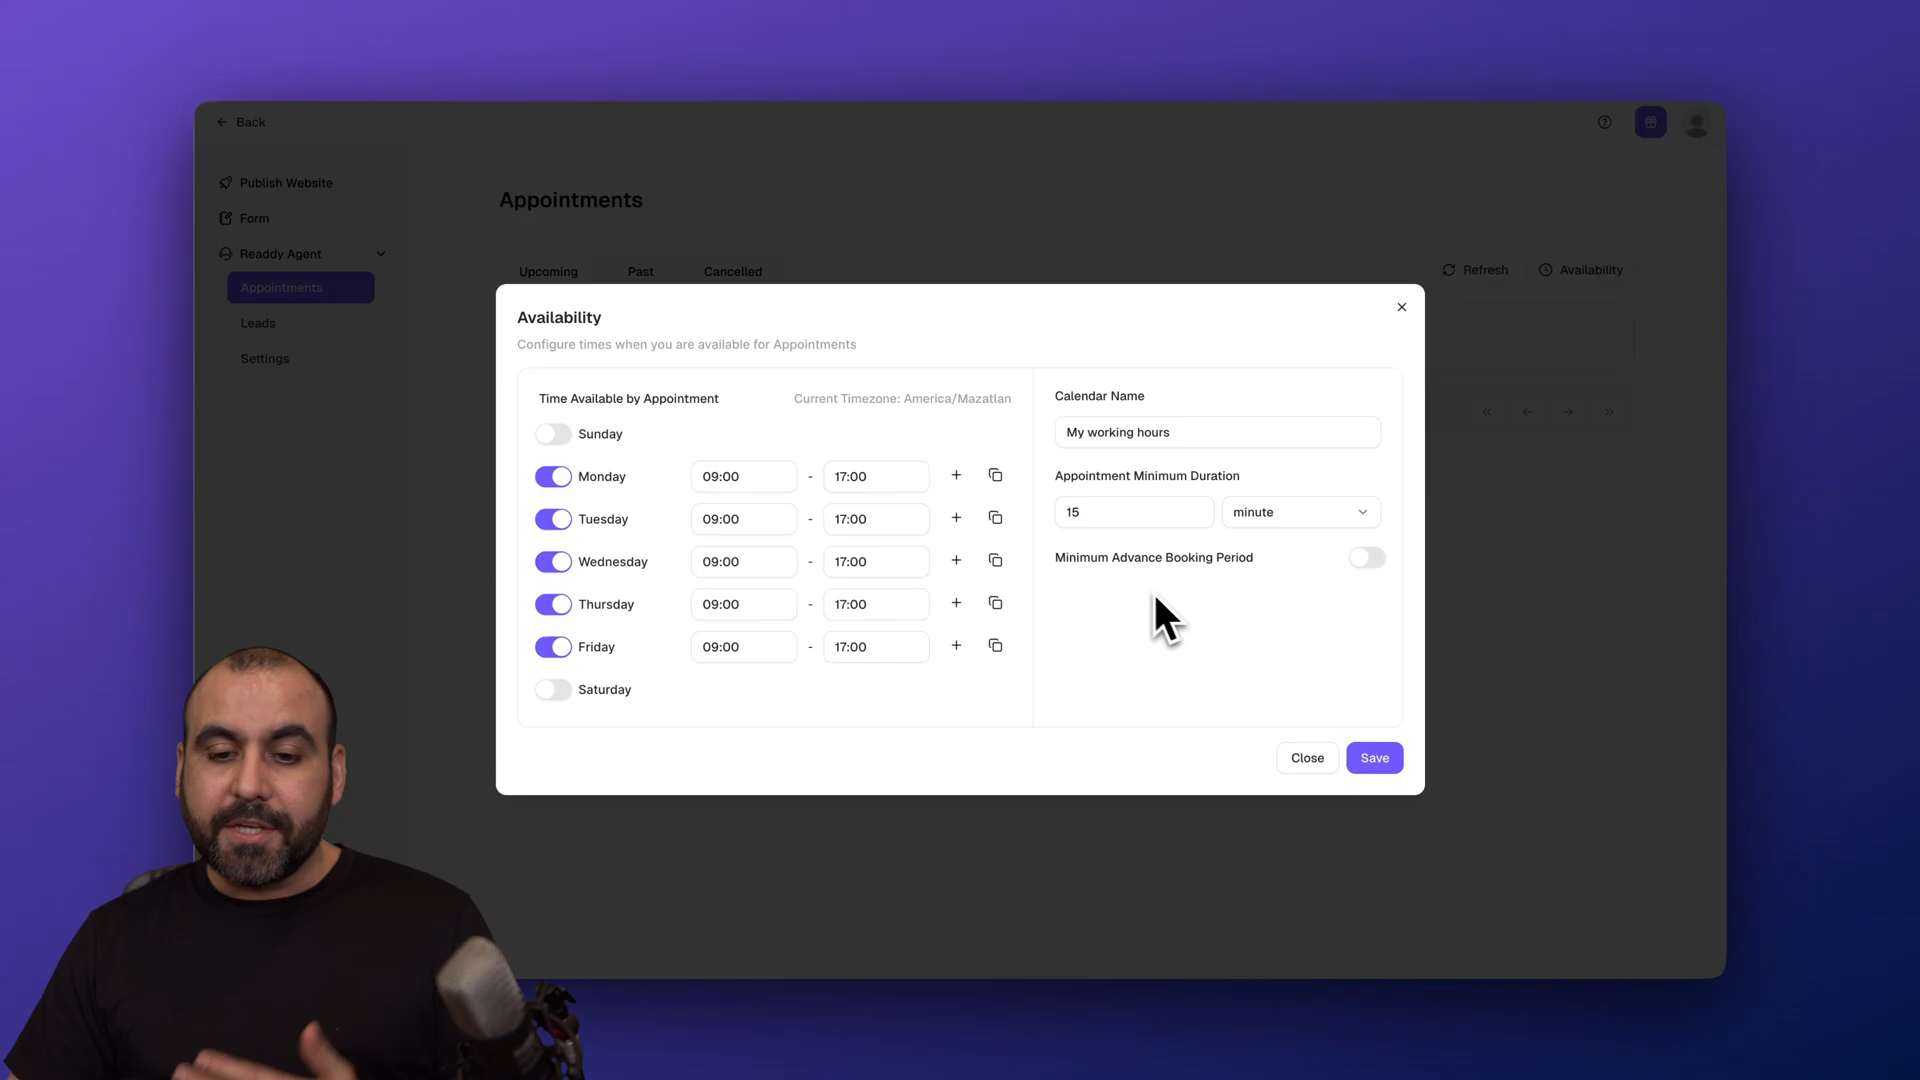 Back
Publish Website
Form
Readdy Agent
Appointments
Leads
Settings
Appointments
Upcoming Past Cancelled
Refresh Availability
Availability
Configure times when you are available for Appointments
Time Available by Appointment Current Timezone: America/Mazatlan
Sunday
Monday 09:00 - 17:00 +
Tuesday 09:00 - 17:00 +
Wednesday 09:00 - 17:00 +
Thursday 09:00 - 17:00 +
Friday 09:00 - 17:00 +
Saturday
Calendar Name
My working hours
Appointment Minimum Duration
15 minute
Minimum Advance Booking Period
Close Save